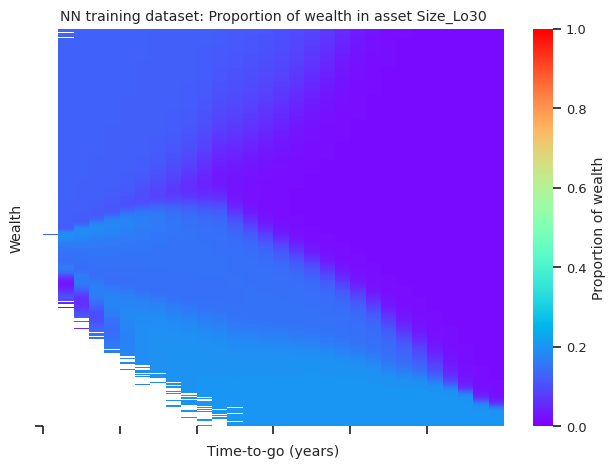 NN training dataset: Proportion of wealth in asset Size_Lo30
1.0
0.8
0.6
0.4
0.2
0.0
Proportion of wealth
Wealth
Time-to-go (years)